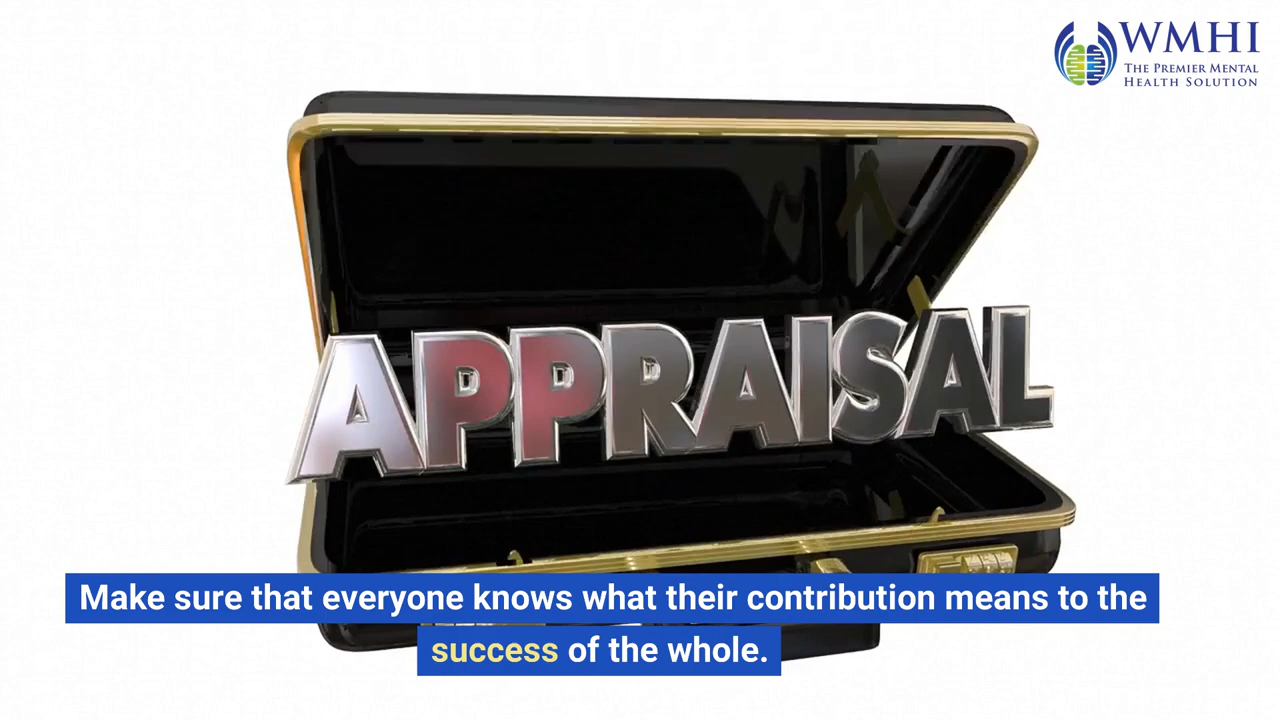 WMHI
THE PREMIER MENTAL
HEALTH SOLUTION
APPRAISAL
Make sure that everyone knows what their contribution means to the
success of the whole.